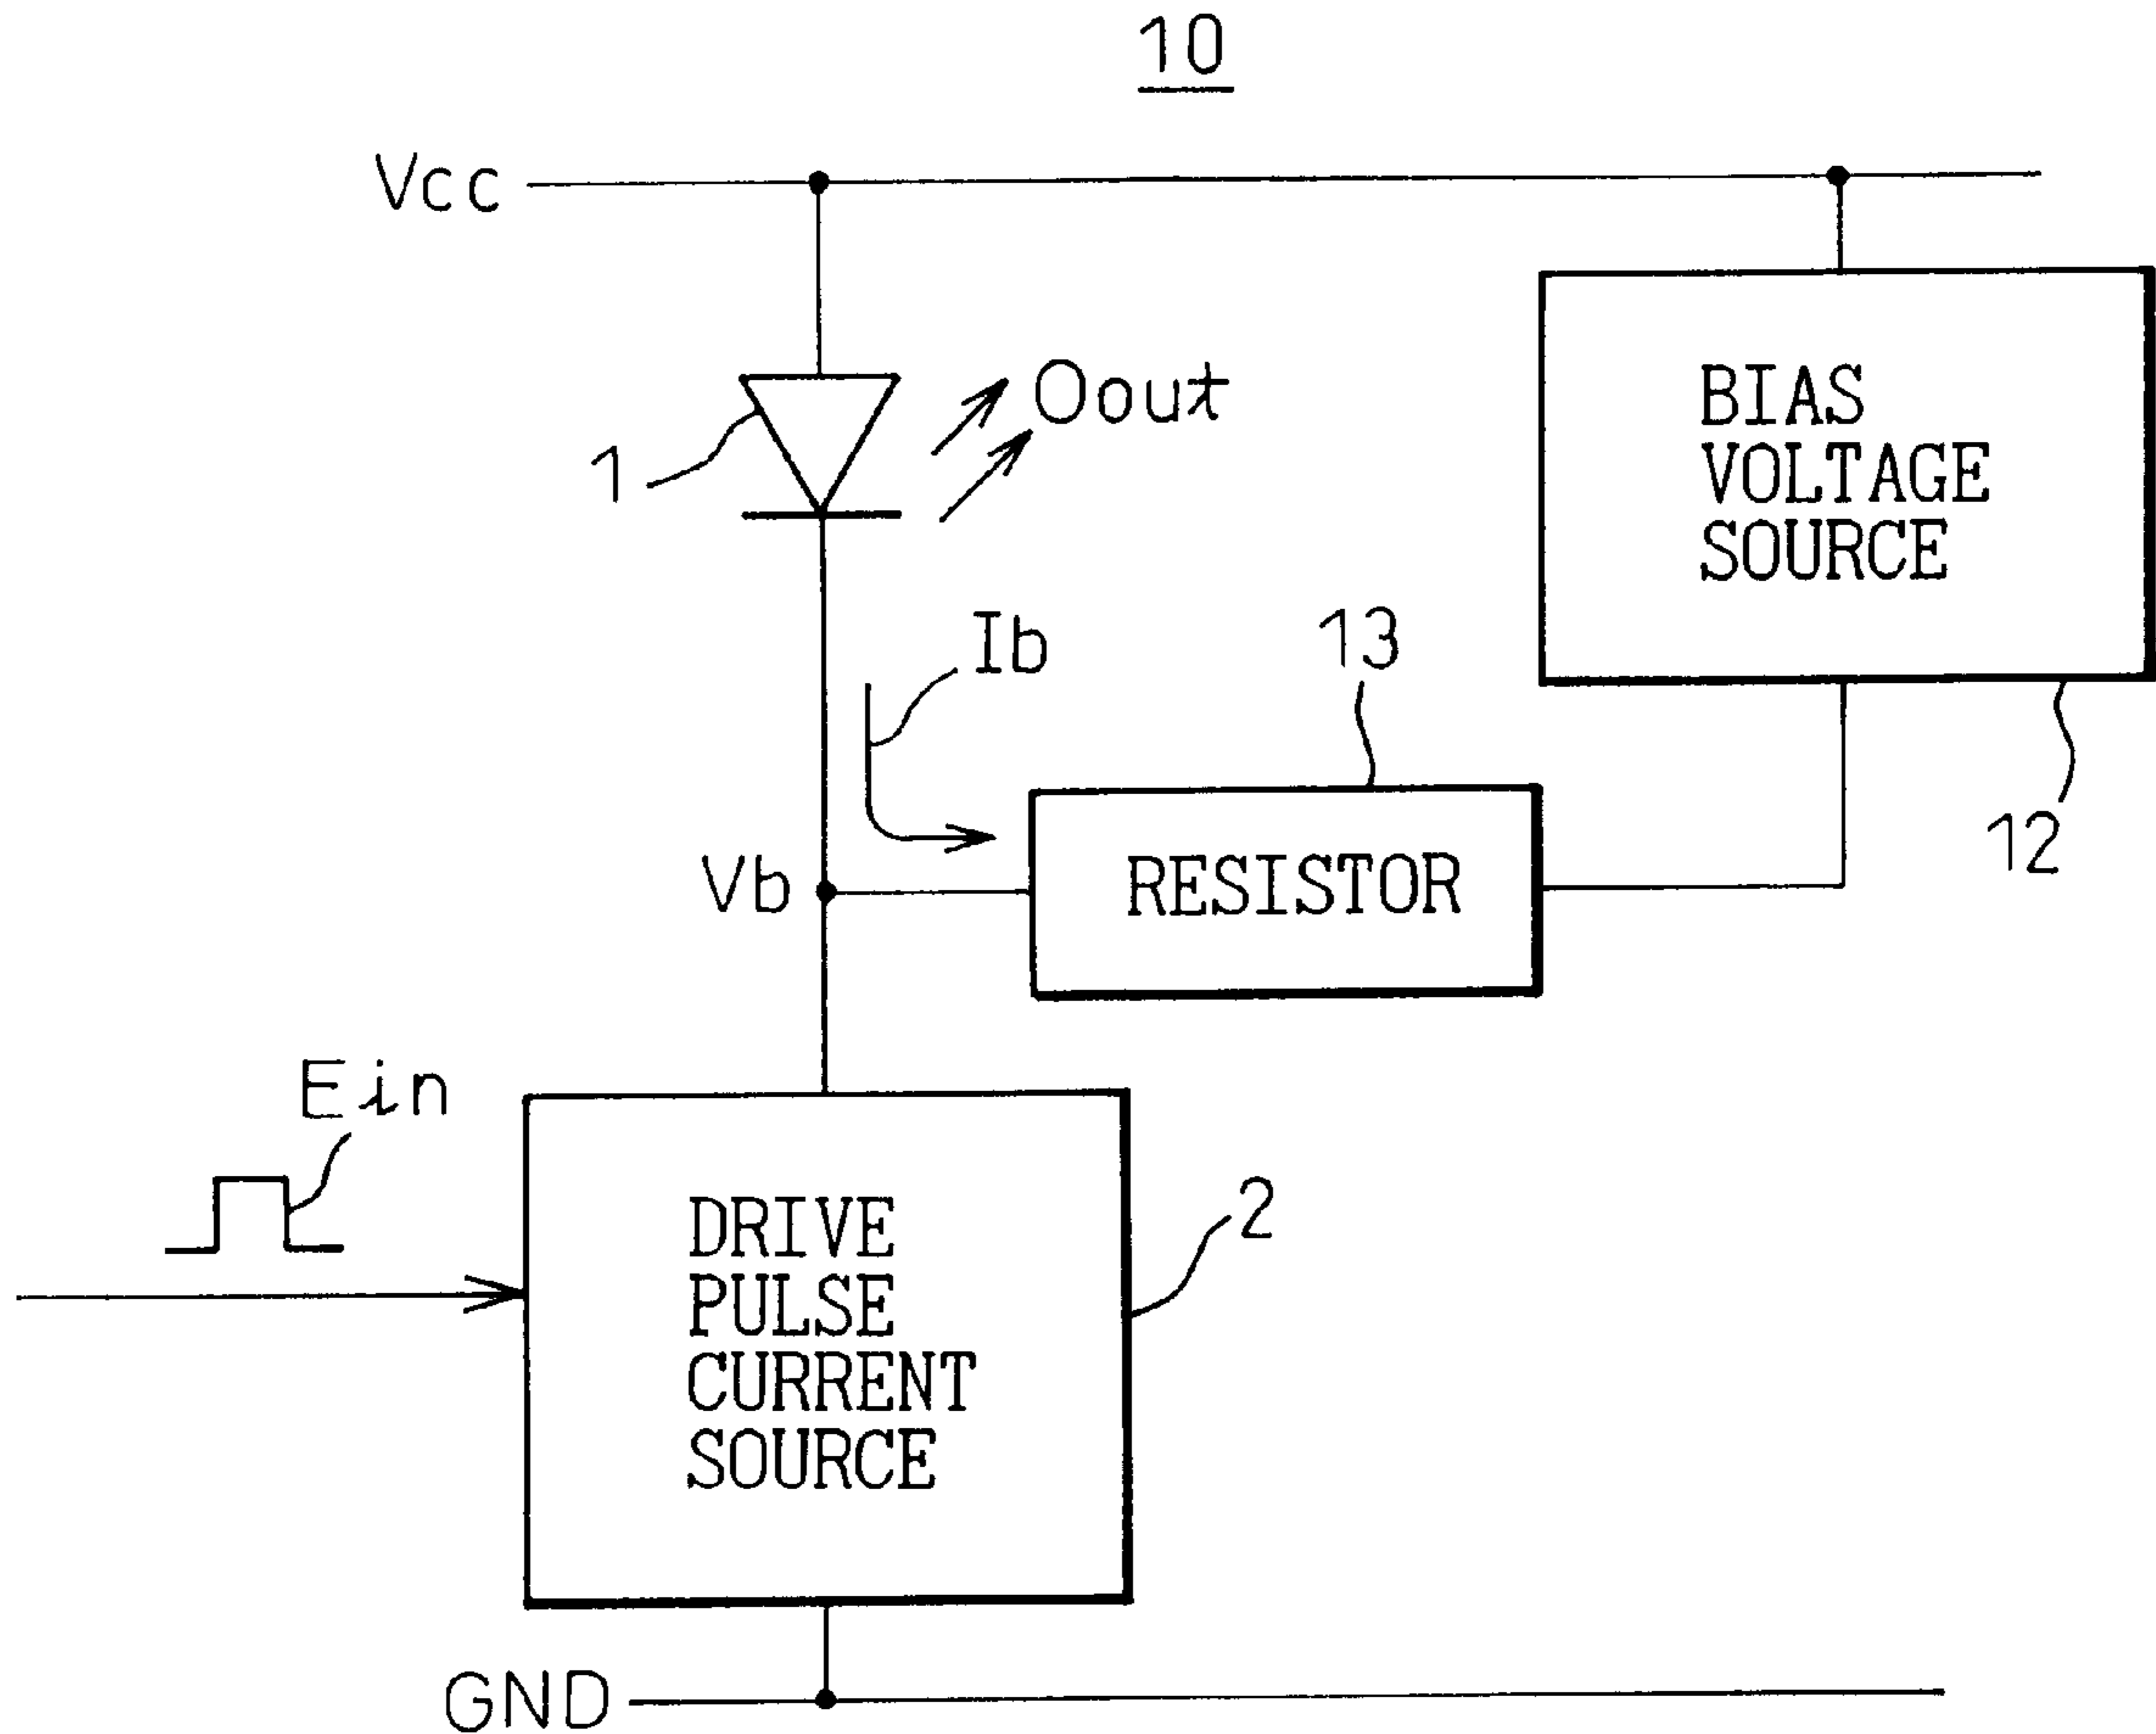 10
Vcc
Oout
1
BIAS
VOLTAGE
SOURCE
Ib
13
12
Vb
RESISTOR
Ein
2
DRIVE
PULSE
CURRENT
SOURCE
GND